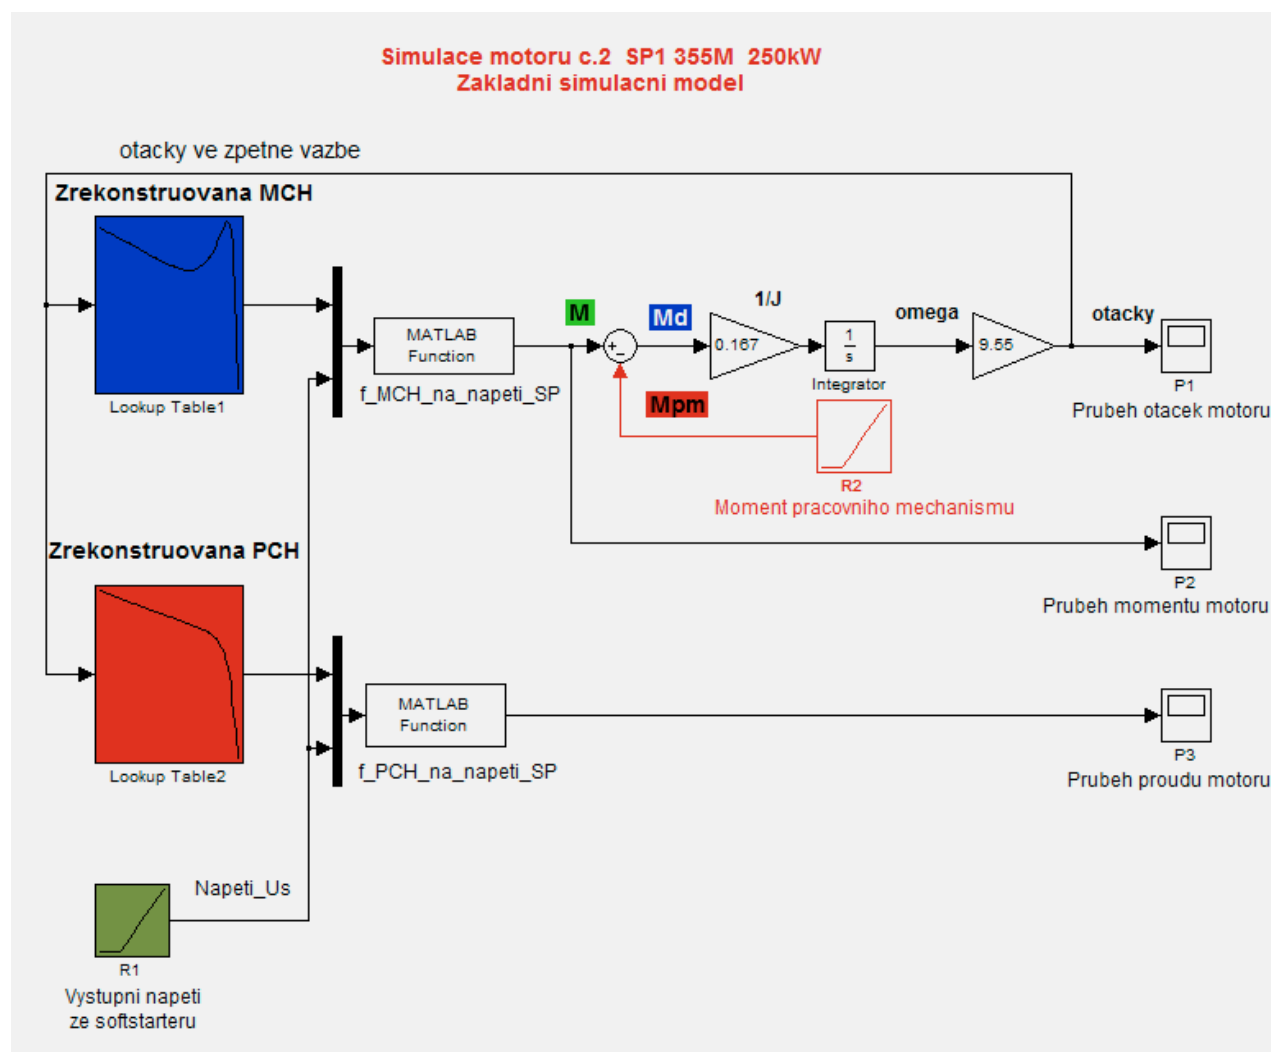 Simulace motoru c.2 SP1 355M 250kW
Zakladni simulacni model
otacky ve zpetne vazbe
Zrekonstruovana MCH
Lookup Table1
MATLAB
Function
f_MCH_na_napeti_SP
M
+
−
Md
1/J
0.167
1
s
Integrator
omega
9.55
otacky
P1
Prubeh otacek motoru
Mpm
R2
Moment pracovniho mechanismu
P2
Prubeh momentu motoru
Zrekonstruovana PCH
Lookup Table2
MATLAB
Function
f_PCH_na_napeti_SP
P3
Prubeh proudu motoru
Napeti_Us
R1
Vystupni napeti
ze softstarteru